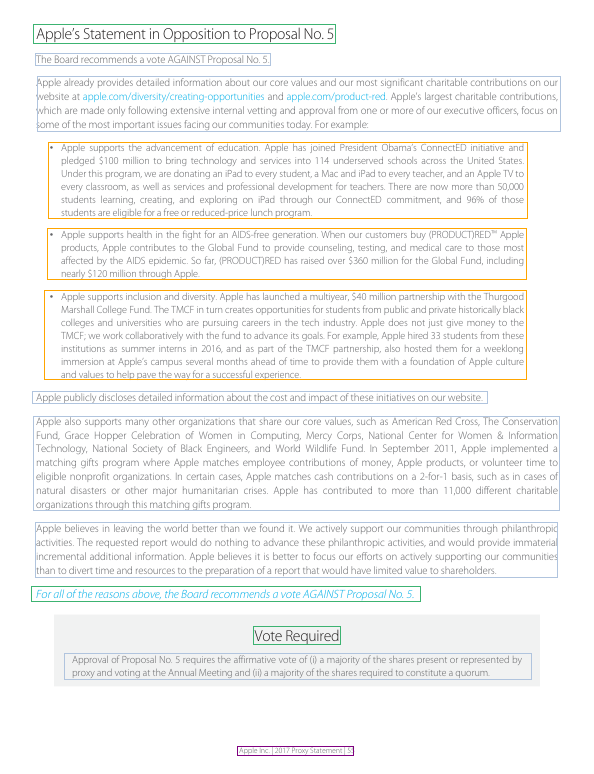 Apple's Statement in Opposition to Proposal No. 5
The Board recommends a vote AGAINST Proposal No. 5.
Apple already provides detailed information about our core values and our most significant charitable contributions on our
website at apple.com/diversity/creating-opportunities and apple.com/product-red. Apple's largest charitable contributions,
which are made only following extensive internal vetting and approval from one or more of our executive officers, focus on
some of the most important issues facing our communities today. For example:
• Apple supports the advancement of education. Apple has joined President Obama's ConnectED initiative and
pledged $100 million to bring technology and services into 114 underserved schools across the United States.
Under this program, we are donating an iPad to every student, a Mac and iPad to every teacher, and an Apple TV to
every classroom, as well as services and professional development for teachers. There are now more than 50,000
students learning, creating, and exploring on iPad through our ConnectED commitment, and 96% of those
students are eligible for a free or reduced-price lunch program.
• Apple supports health in the fight for an AIDS-free generation. When our customers buy (PRODUCT)RED™ Apple
products, Apple contributes to the Global Fund to provide counseling, testing, and medical care to those most
affected by the AIDS epidemic. So far, (PRODUCT)RED has raised over $360 million for the Global Fund, including
nearly $120 million through Apple.
• Apple supports inclusion and diversity. Apple has launched a multiyear, $40 million partnership with the Thurgood
Marshall College Fund. The TMCF in turn creates opportunities for students from public and private historically black
colleges and universities who are pursuing careers in the tech industry. Apple does not just give money to the
TMCF; we work collaboratively with the fund to advance its goals. For example, Apple hired 33 students from these
institutions as summer interns in 2016, and as part of the TMCF partnership, also hosted them for a weeklong
immersion at Apple's campus several months ahead of time to provide them with a foundation of Apple culture
and values to help pave the way for a successful experience.
Apple publicly discloses detailed information about the cost and impact of these initiatives on our website.
Apple also supports many other organizations that share our core values, such as American Red Cross, The Conservation
Fund, Grace Hopper Celebration of Women in Computing, Mercy Corps, National Center for Women & Information
Technology, National Society of Black Engineers, and World Wildlife Fund. In September 2011, Apple implemented a
matching gifts program where Apple matches employee contributions of money, Apple products, or volunteer time to
eligible nonprofit organizations. In certain cases, Apple matches cash contributions on a 2-for-1 basis, such as in cases of
natural disasters or other major humanitarian crises. Apple has contributed to more than 11,000 different charitable
organizations through this matching gifts program.
Apple believes in leaving the world better than we found it. We actively support our communities through philanthropic
activities. The requested report would do nothing to advance these philanthropic activities, and would provide immaterial
incremental additional information. Apple believes it is better to focus our efforts on actively supporting our communities
than to divert time and resources to the preparation of a report that would have limited value to shareholders.
For all of the reasons above, the Board recommends a vote AGAINST Proposal No. 5.
Vote Required
Approval of Proposal No. 5 requires the affirmative vote of (i) a majority of the shares present or represented by
proxy and voting at the Annual Meeting and (ii) a majority of the shares required to constitute a quorum.
Apple Inc. | 2017 Proxy Statement |